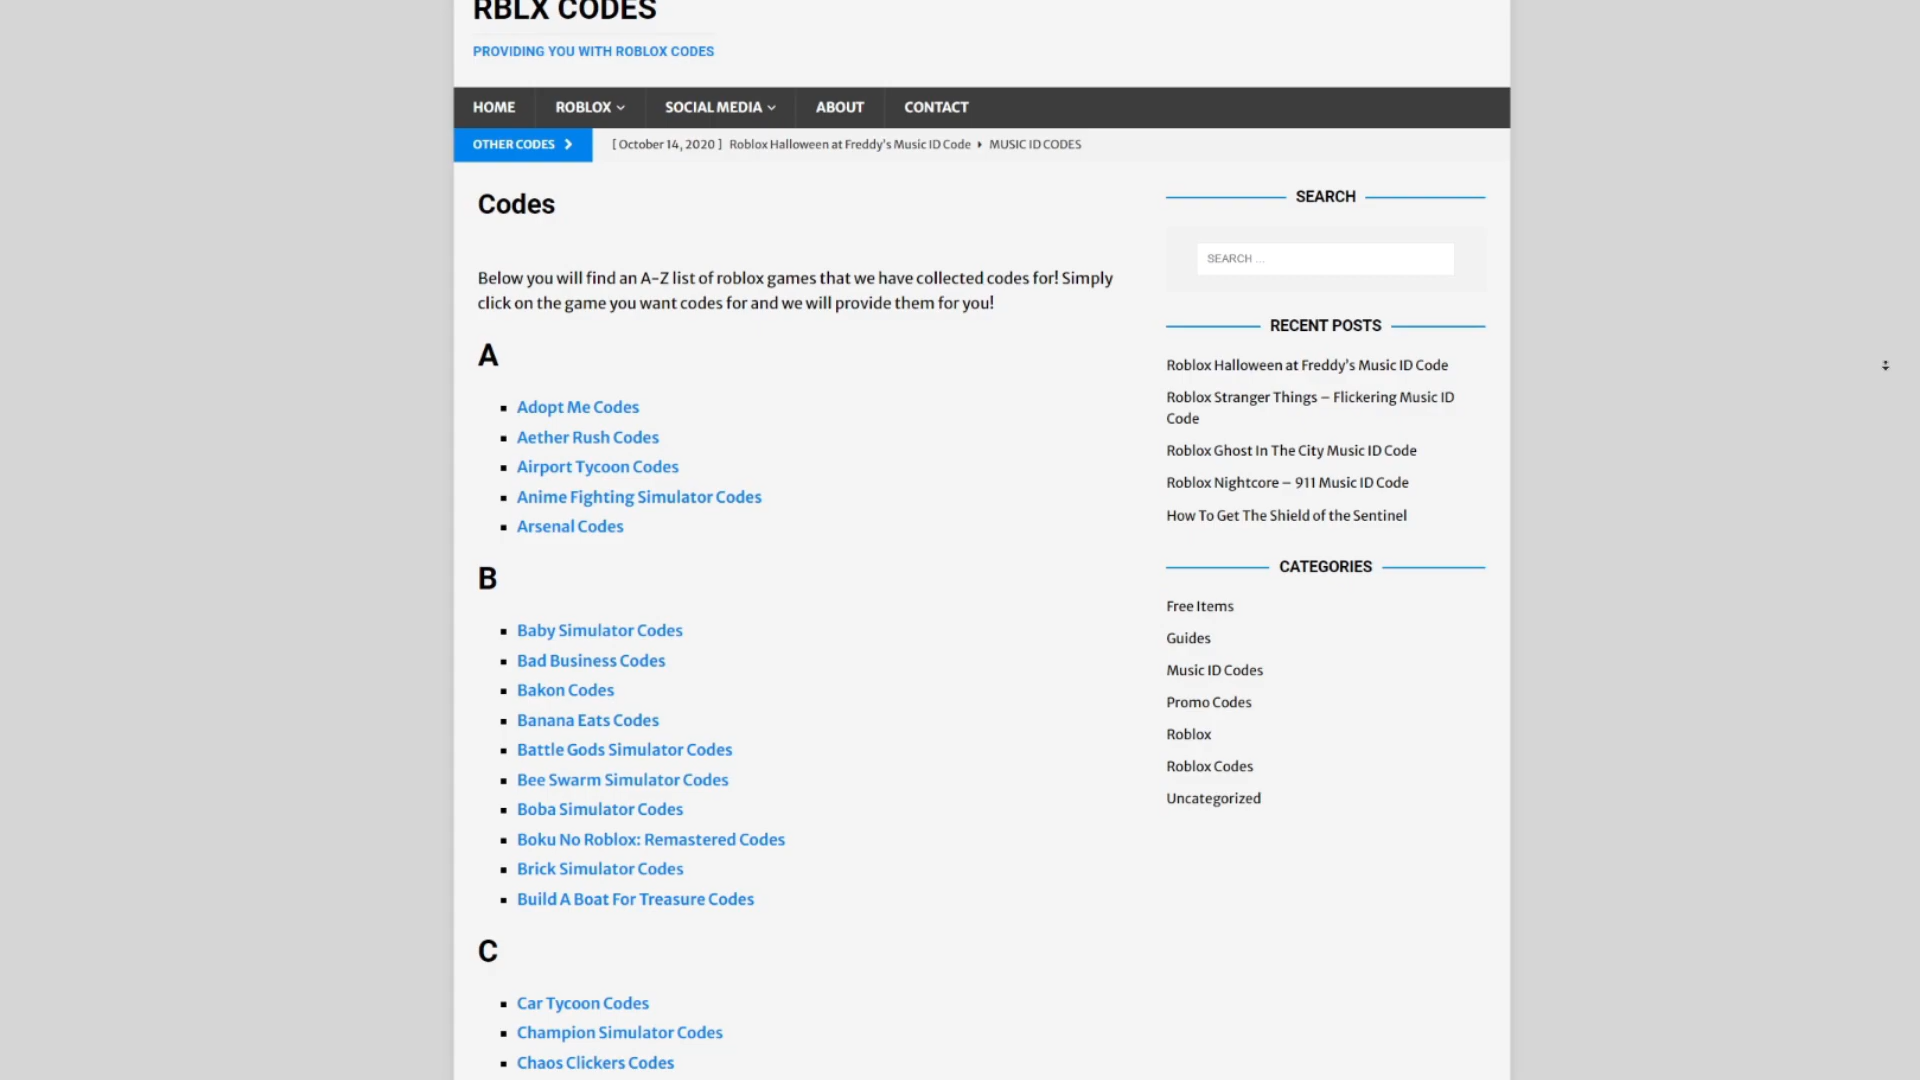 RBLX CODES
PROVIDING YOU WITH ROBLOX CODES
HOME ROBLOX SOCIAL MEDIA ABOUT CONTACT
OTHER CODES [ October 14, 2020 ] Roblox Halloween at Freddy's Music ID Code MUSIC ID CODES
Codes
Below you will find an A-Z list of roblox games that we have collected codes for! Simply
click on the game you want codes for and we will provide them for you!
A
Adopt Me Codes
Aether Rush Codes
Airport Tycoon Codes
Anime Fighting Simulator Codes
Arsenal Codes
B
Baby Simulator Codes
Bad Business Codes
Bakon Codes
Banana Eats Codes
Battle Gods Simulator Codes
Bee Swarm Simulator Codes
Boba Simulator Codes
Boku No Roblox: Remastered Codes
Brick Simulator Codes
Build A Boat For Treasure Codes
C
Car Tycoon Codes
Champion Simulator Codes
Chaos Clickers Codes
SEARCH
SEARCH ...
RECENT POSTS
Roblox Halloween at Freddy's Music ID Code
Roblox Stranger Things – Flickering Music ID
Code
Roblox Ghost In The City Music ID Code
Roblox Nightcore – 911 Music ID Code
How To Get The Shield of the Sentinel
CATEGORIES
Free Items
Guides
Music ID Codes
Promo Codes
Roblox
Roblox Codes
Uncategorized